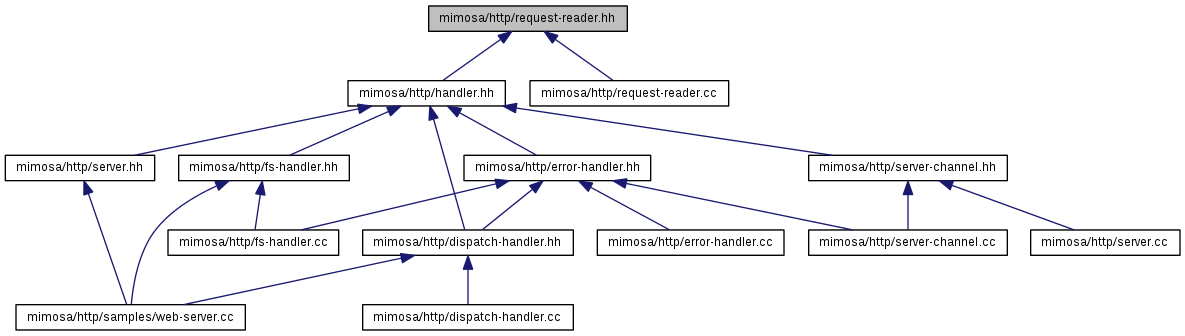 mimosa/http/request-reader.hh
mimosa/http/handler.hh
mimosa/http/request-reader.cc
mimosa/http/server.hh
mimosa/http/fs-handler.hh
mimosa/http/error-handler.hh
mimosa/http/server-channel.hh
mimosa/http/fs-handler.cc
mimosa/http/dispatch-handler.hh
mimosa/http/error-handler.cc
mimosa/http/server-channel.cc
mimosa/http/server.cc
mimosa/http/samples/web-server.cc
mimosa/http/dispatch-handler.cc